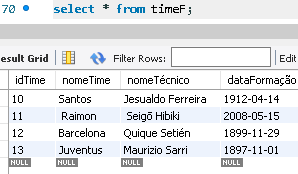 70 select * from timeF;
esult Grid Filter Rows:
idTime nomeTime nomeTécnico dataFormação
10 Santos Jesualdo Ferreira 1912-04-14
11 Raimon Seigō Hibiki 2008-05-15
12 Barcelona Quique Setién 1899-11-29
13 Juventus Maurizio Sarri 1897-11-01
NULL NULL NULL NULL